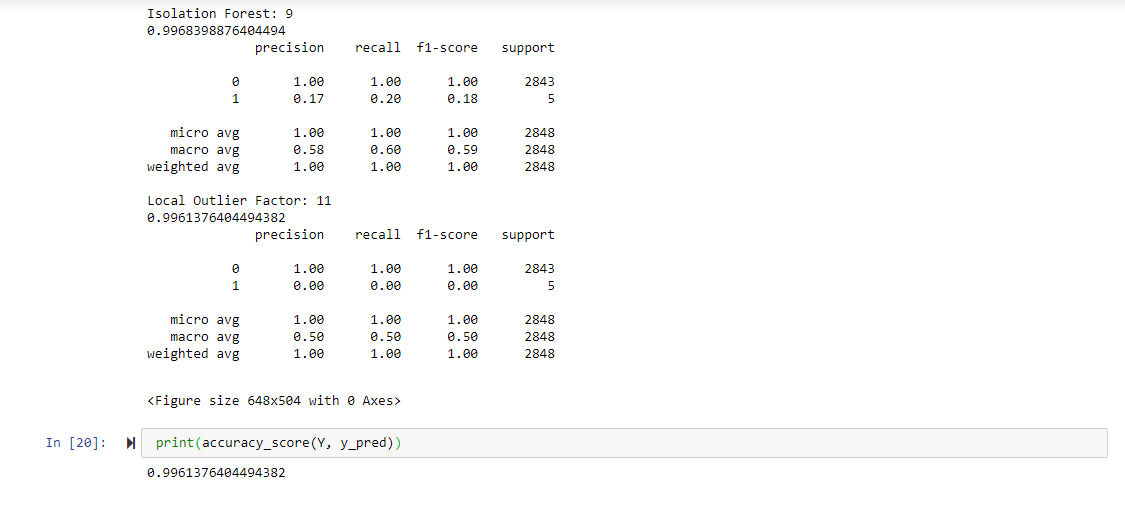 Isolation Forest: 9
0.9968398876404494
precision recall f1-score support
0 1.00 1.00 1.00 2843
1 0.17 0.20 0.18 5
micro avg 1.00 1.00 1.00 2848
macro avg 0.58 0.60 0.59 2848
weighted avg 1.00 1.00 1.00 2848
Local Outlier Factor: 11
0.9961376404494382
precision recall f1-score support
0 1.00 1.00 1.00 2843
1 0.00 0.00 0.00 5
micro avg 1.00 1.00 1.00 2848
macro avg 0.50 0.50 0.50 2848
weighted avg 1.00 1.00 1.00 2848
<Figure size 648x504 with 0 Axes>
In [20]: print(accuracy_score(Y, y_pred))
0.9961376404494382